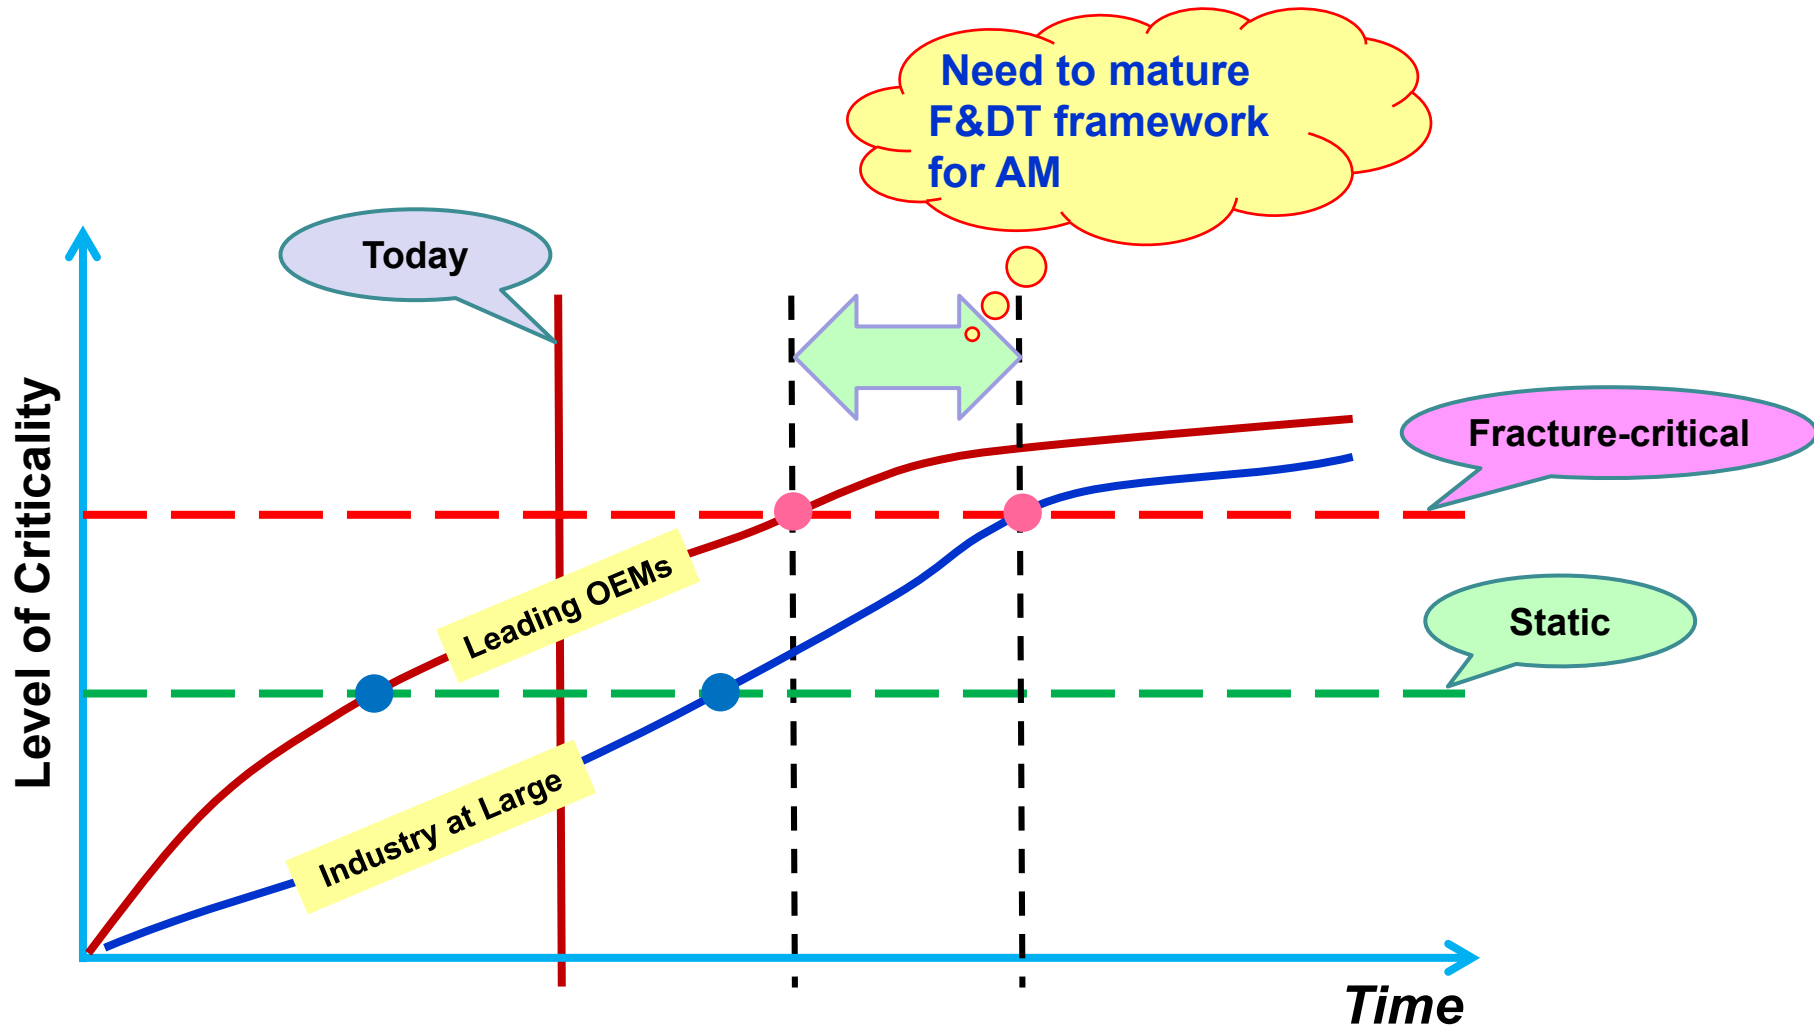 Need to mature
F&DT framework
for AM
Today
Fracture-critical
Leading OEMs
Static
Industry at Large
Level of Criticality
Time